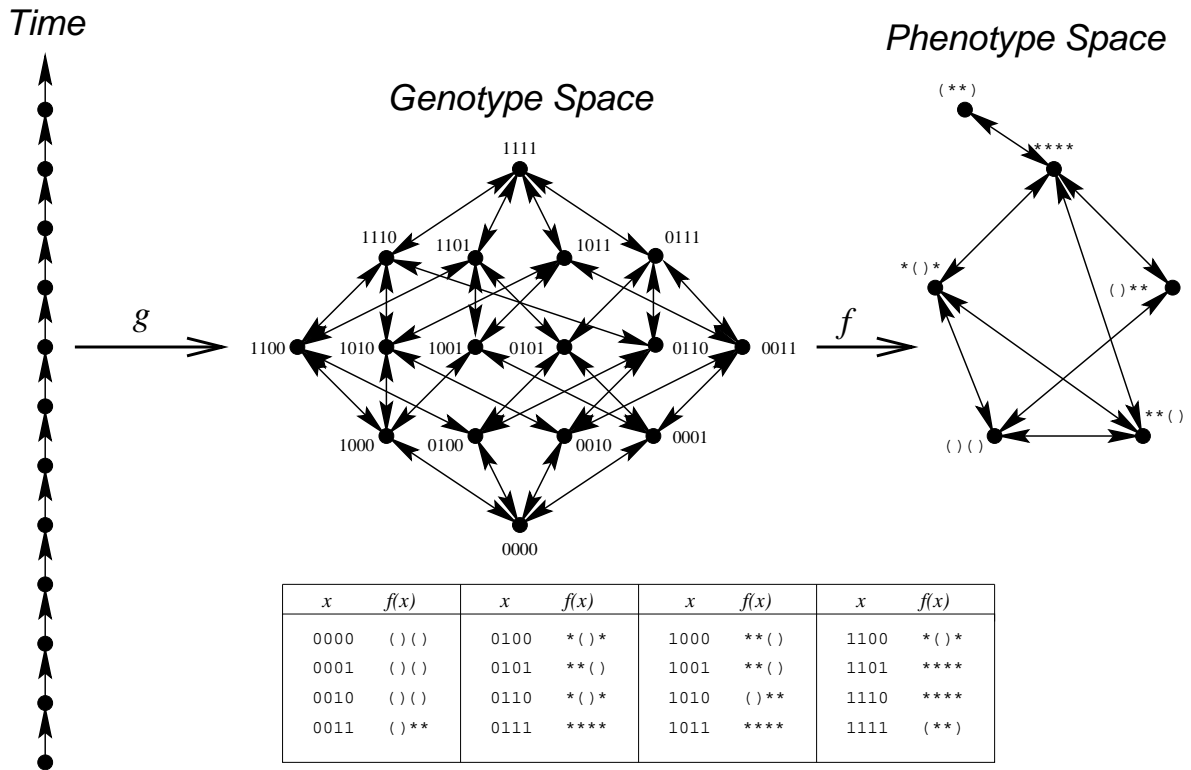 Time
Phenotype Space
Genotype Space
(**)
****
1111
1110
1101
1011
0111
*()*
()**
g
f
1100
1010
1001
0101
0110
0011
1000
0100
0010
0001
**()
()()
0000
x f(x) x f(x) x f(x) x f(x)
0000 ()() 0100 *()* 1000 **() 1100 *()*
0001 ()() 0101 **() 1001 **() 1101 ****
0010 ()() 0110 *()* 1010 ()** 1110 ****
0011 ()** 0111 **** 1011 **** 1111 (**)